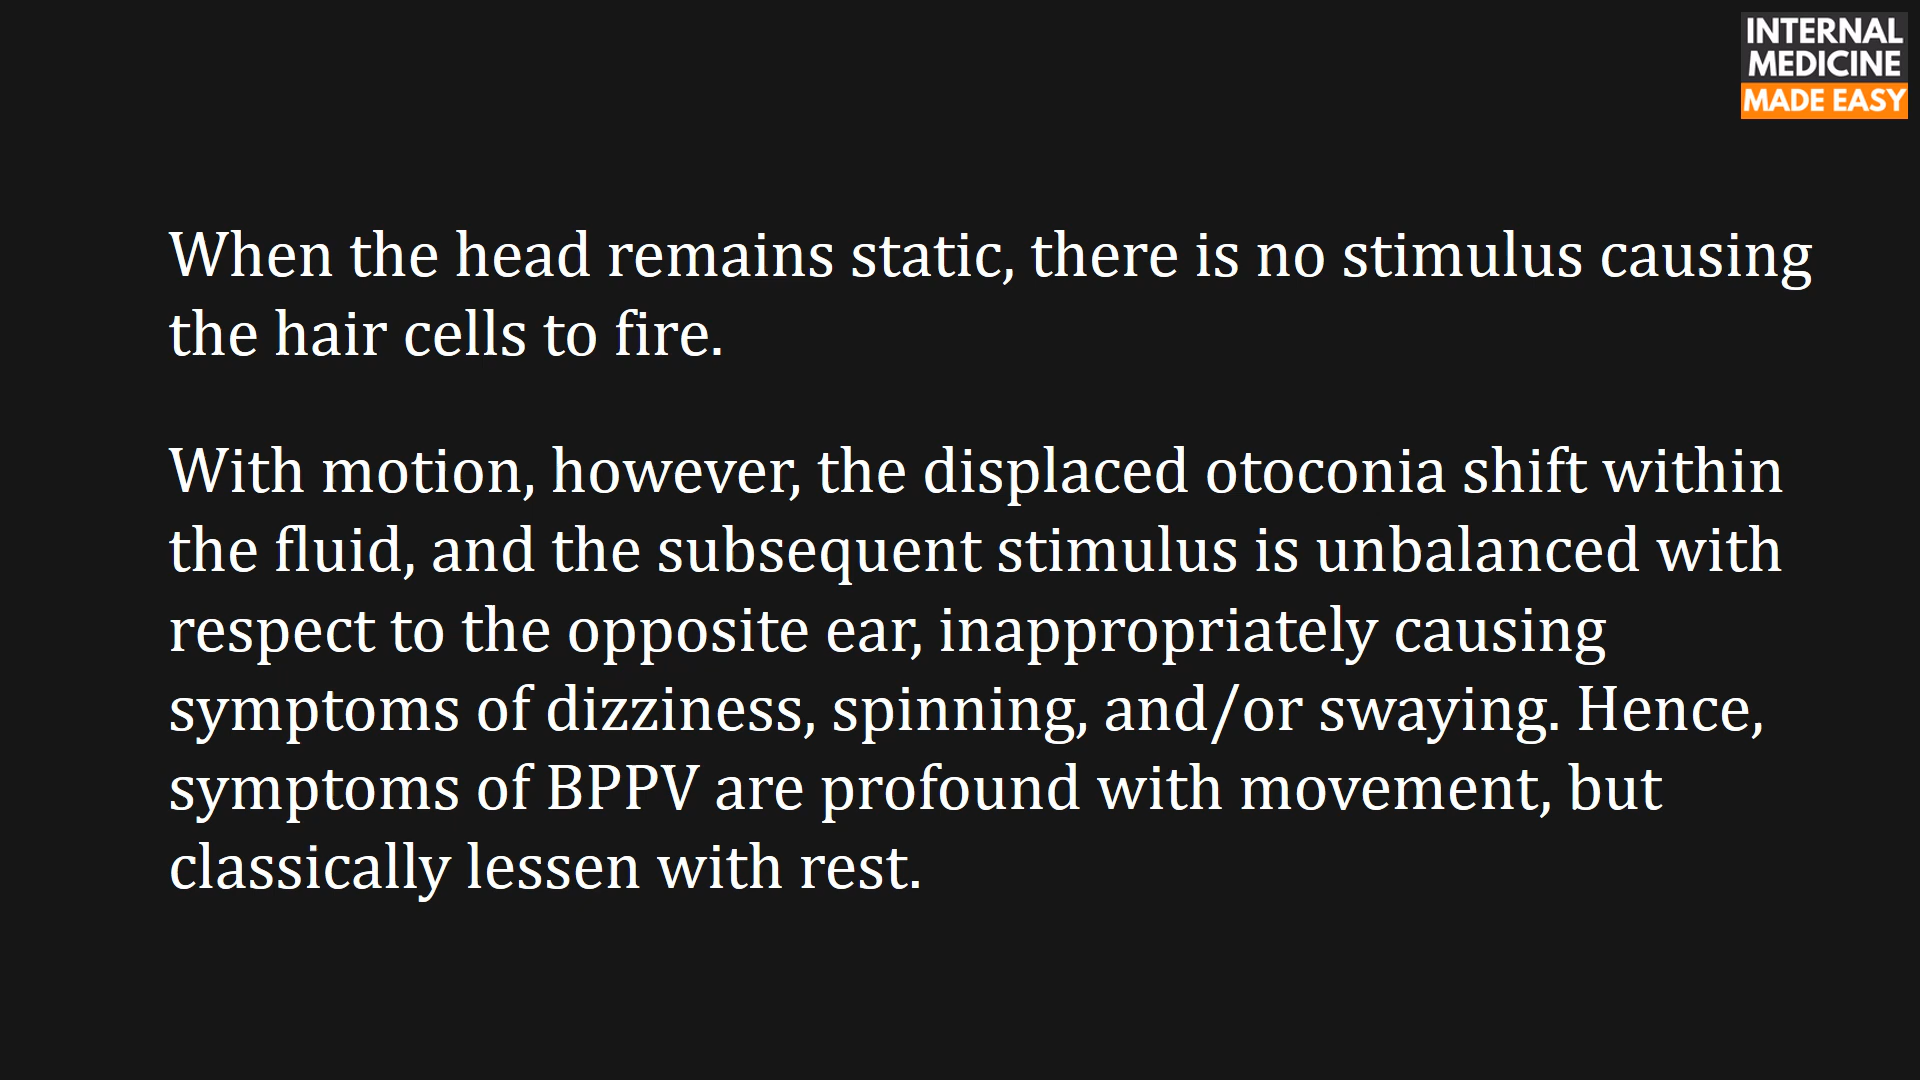 INTERNAL
MEDICINE
MADE EASY
When the head remains static, there is no stimulus causing
the hair cells to fire.
With motion, however, the displaced otoconia shift within
the fluid, and the subsequent stimulus is unbalanced with
respect to the opposite ear, inappropriately causing
symptoms of dizziness, spinning, and/or swaying. Hence,
symptoms of BPPV are profound with movement, but
classically lessen with rest.